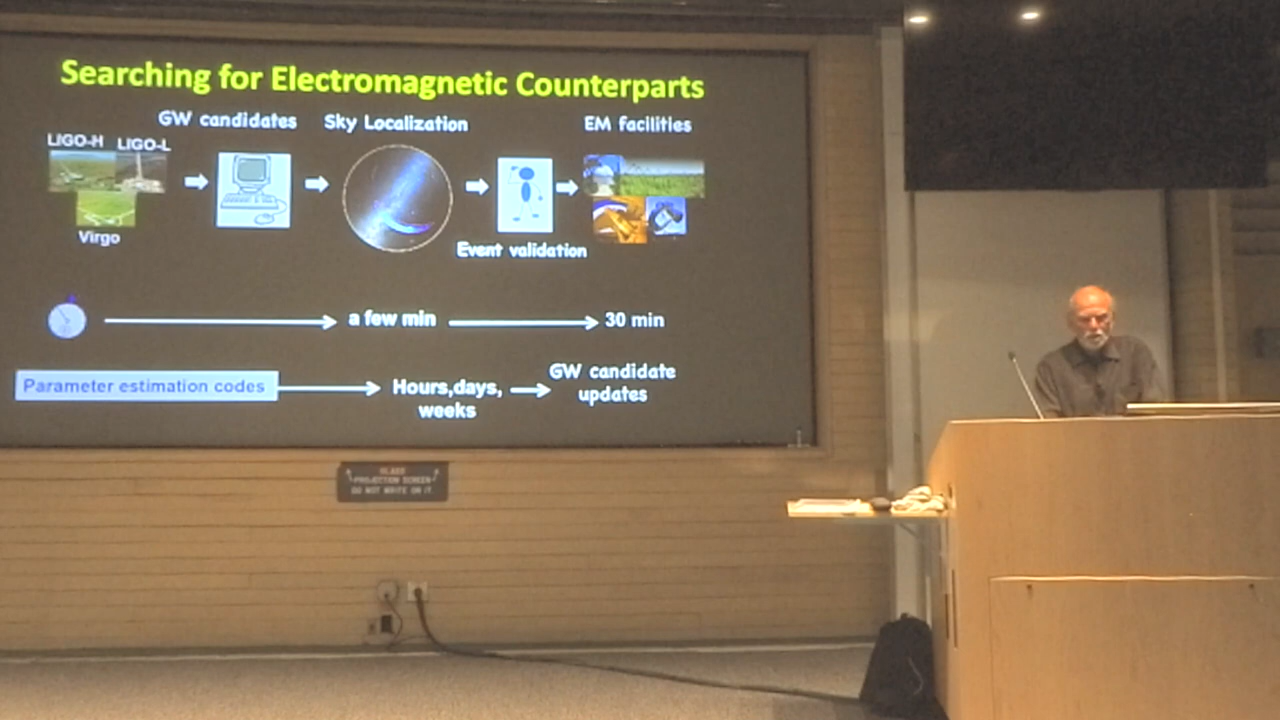 Searching for Electromagnetic Counterparts
GW candidates
Sky Localization
EM facilities
LIGO-H
LIGO-L
Virgo
Event validation
a few min
30 min
Parameter estimation codes
Hours,days,
weeks
GW candidate
updates
GLASS
PROJECTION SCREEN
DO NOT WRITE ON IT